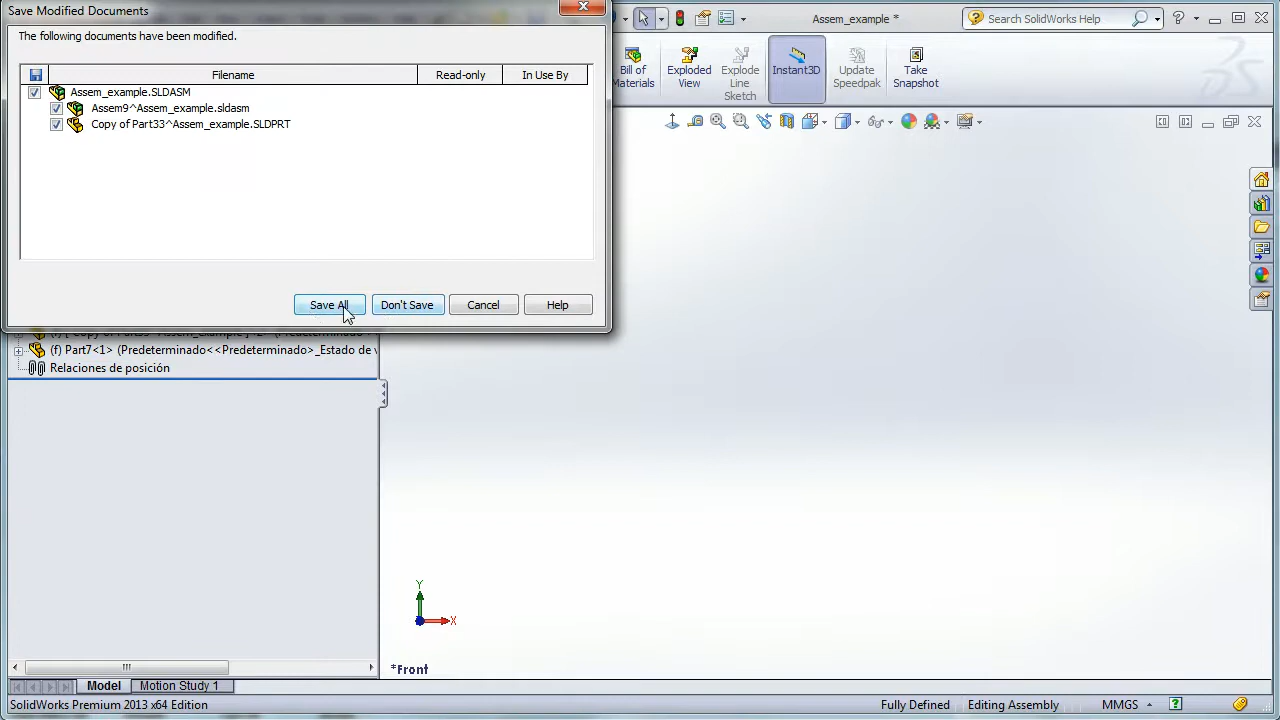 Save Modified Documents
Assem_example *
Search SolidWorks Help
The following documents have been modified.
Filename
Read-only
In Use By
Assem_example.SLDASM
Assem9^Assem_example.sldasm
Copy of Part33^Assem_example.SLDPRT
Bill of
Materials
Exploded
View
Explode
Line
Sketch
Instant3D
Update
Speedpak
Take
Snapshot
Save All
Don't Save
Cancel
Help
(f) Part7<1> (Predeterminado<<Predeterminado>_Estado de v
Relaciones de posición
Y
X
*Front
Model
Motion Study 1
SolidWorks Premium 2013 x64 Edition
Fully Defined
Editing Assembly
MMGS